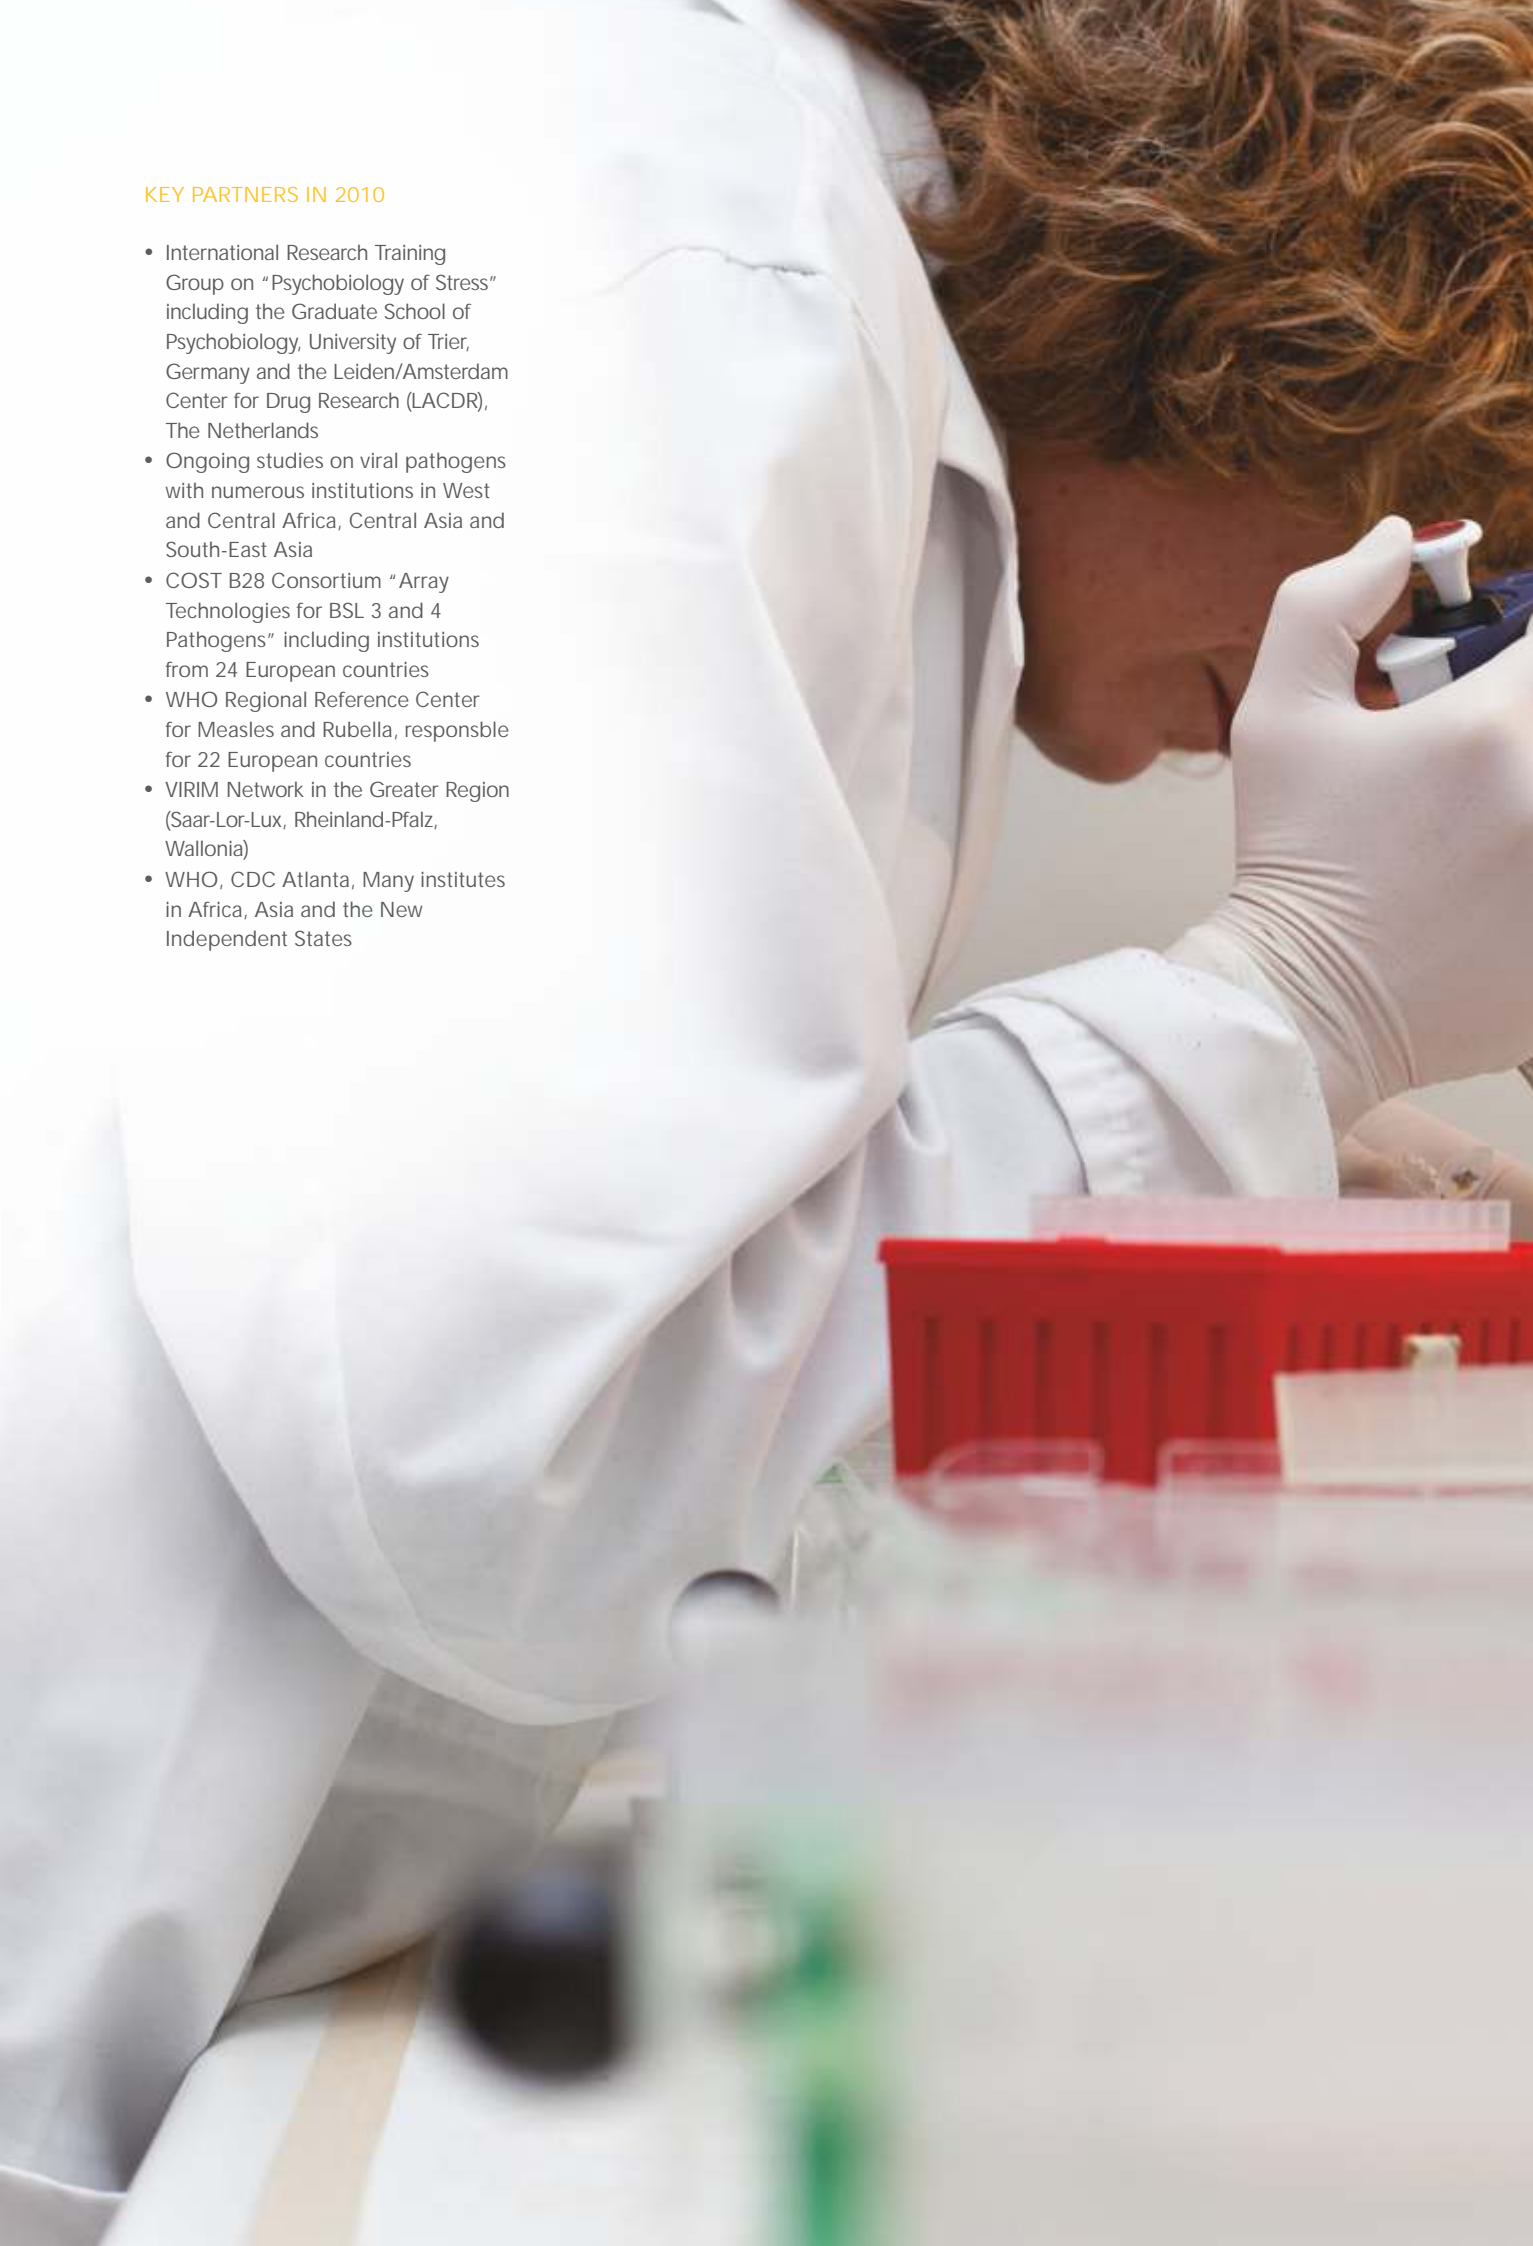 KEY PARTNERS IN 2010
• International Research Training
Group on “Psychobiology of Stress”
including the Graduate School of
Psychobiology, University of Trier,
Germany and the Leiden/Amsterdam
Center for Drug Research (LACDR),
The Netherlands
• Ongoing studies on viral pathogens
with numerous institutions in West
and Central Africa, Central Asia and
South-East Asia
• COST B28 Consortium “Array
Technologies for BSL 3 and 4
Pathogens” including institutions
from 24 European countries
• WHO Regional Reference Center
for Measles and Rubella, responsble
for 22 European countries
• VIRIM Network in the Greater Region
(Saar-Lor-Lux, Rheinland-Pfalz,
Wallonia)
• WHO, CDC Atlanta, Many institutes
in Africa, Asia and the New
Independent States